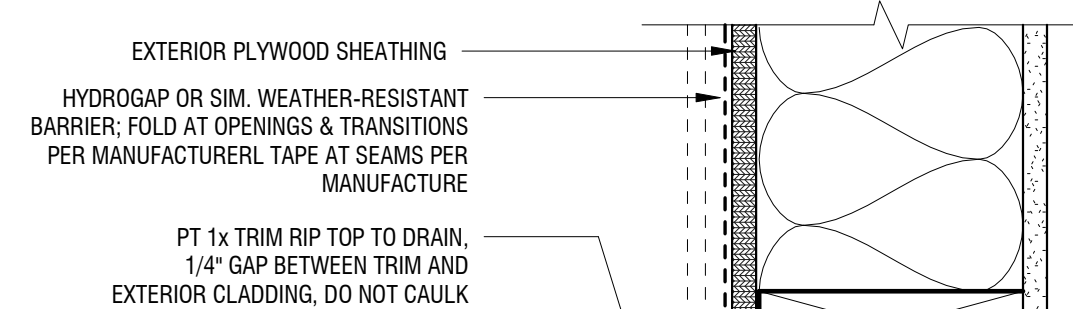 EXTERIOR PLYWOOD SHEATHING
HYDROGAP OR SIM. WEATHER-RESISTANT
BARRIER; FOLD AT OPENINGS & TRANSITIONS
PER MANUFACTURERL TAPE AT SEAMS PER
MANUFACTURE
PT 1x TRIM RIP TOP TO DRAIN,
1/4" GAP BETWEEN TRIM AND
EXTERIOR CLADDING, DO NOT CAULK